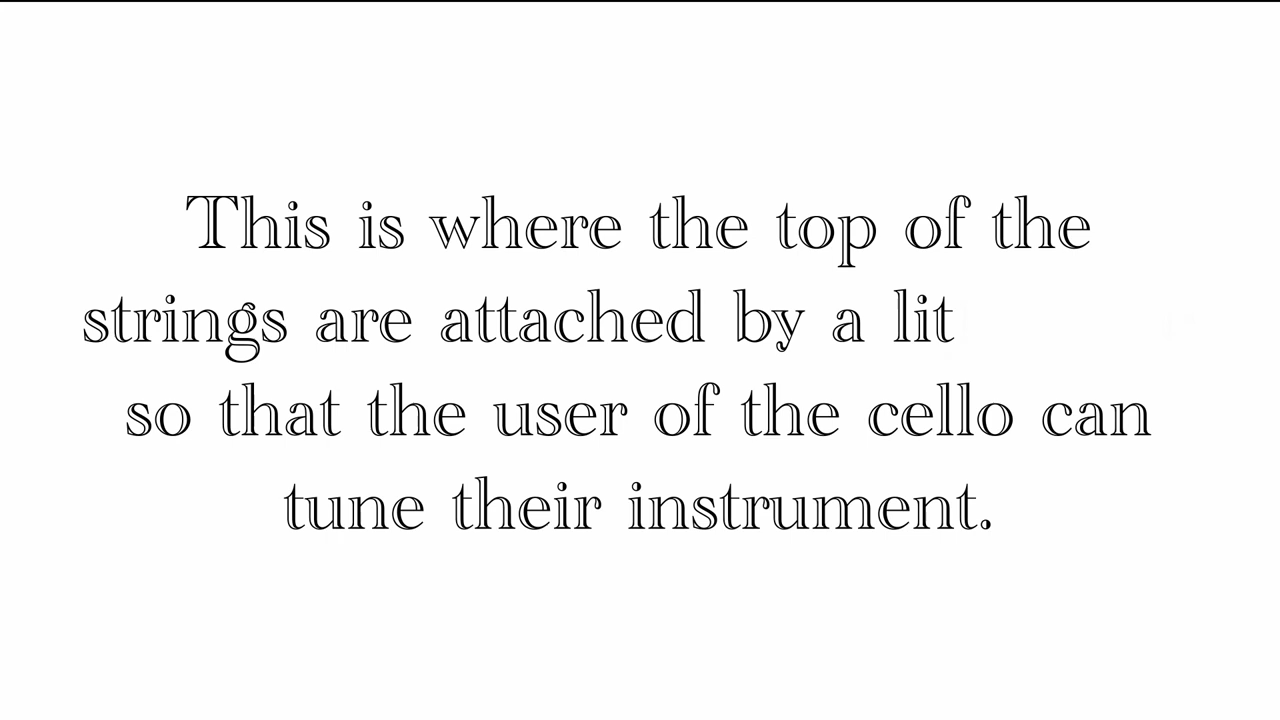 This is where the top of the
strings are attached by a lit
so that the user of the cello can
tune their instrument.